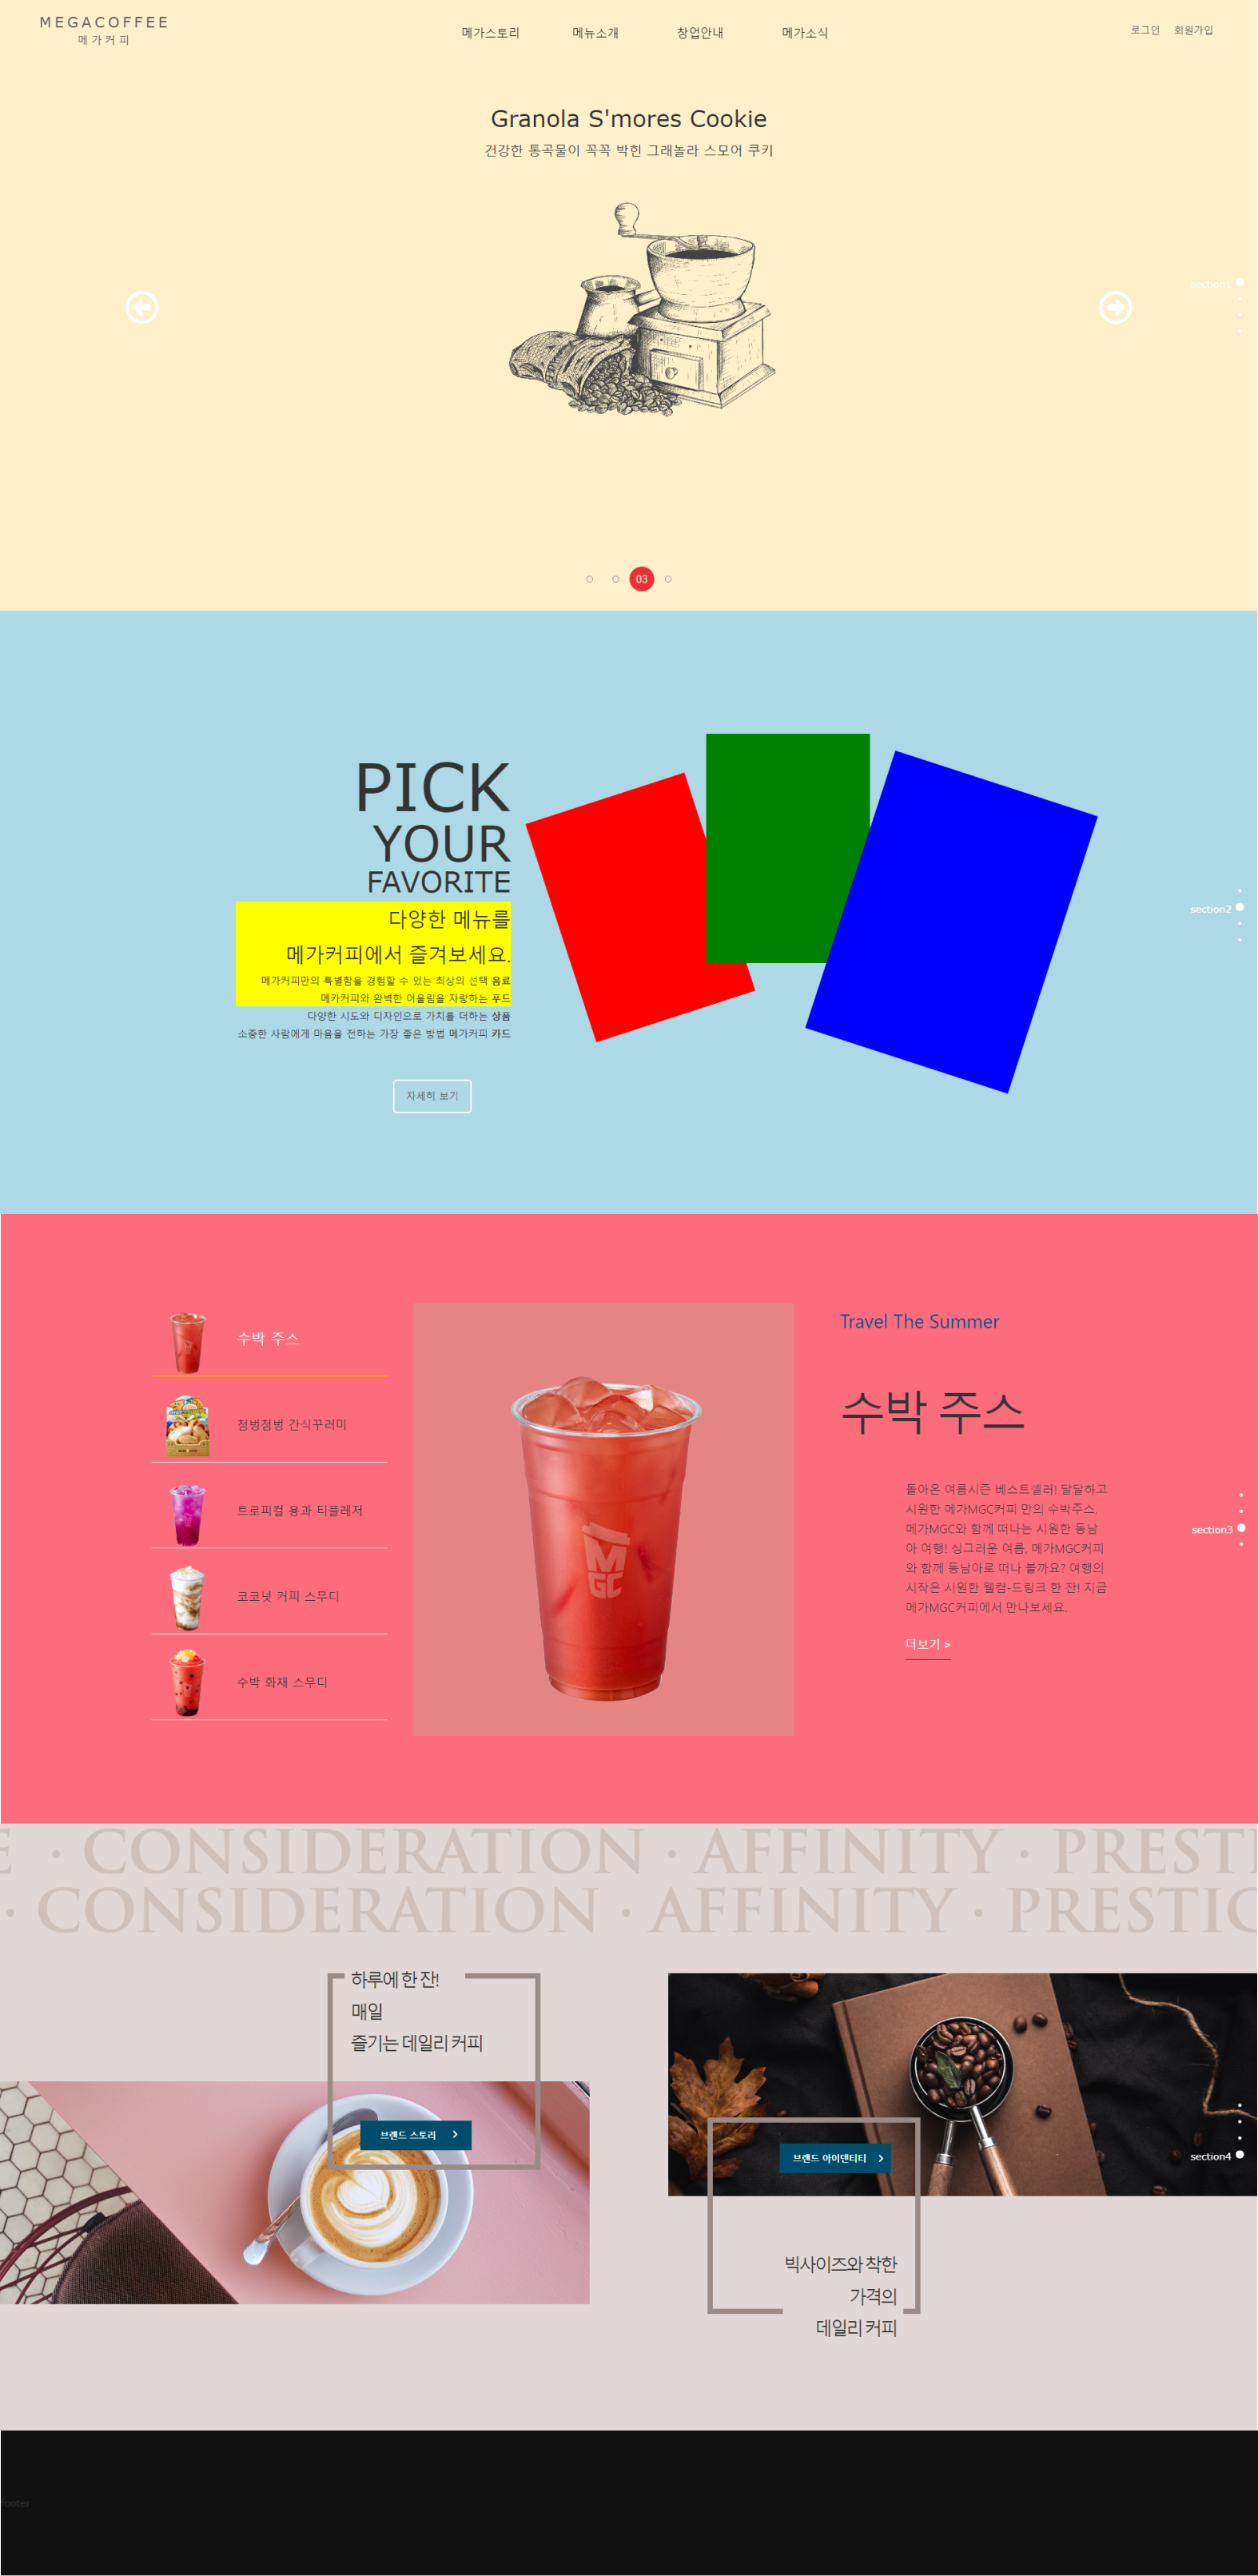 MEGACOFFEE
메가커피
메가스토리 메뉴소개 창업안내 메가소식
로그인 회원가입
Granola S'mores Cookie
건강한 통곡물이 꼭꼭 박힌 그래놀라 스모어 쿠키
section1
03
PICK
YOUR
FAVORITE
다양한 메뉴를
메가커피에서 즐겨보세요.
메가커피만의 특별함을 경험할 수 있는 최상의 선택 음료
메카커피와 완벽한 어울림을 자랑하는 푸드
다양한 시도와 디자인으로 가치를 더하는 상품
소중한 사람에게 마음을 전하는 가장 좋은 방법 메가커피 카드
자세히 보기
section2
수박 주스
첨벙첨벙 간식꾸러미
트로피컬 용과 티플레저
코코넛 커피 스무디
수박 화채 스무디
MGC
Travel The Summer
수박 주스
돌아온 여름시즌 베스트셀러! 달달하고
시원한 메가MGC커피 만의 수박주스.
메가MGC와 함께 떠나는 시원한 동남
아 여행! 싱그러운 여름, 메가MGC커피
와 함께 동남아로 떠나 볼까요? 여행의
시작은 시원한 웰컴-드링크 한 잔! 지금
메가MGC커피에서 만나보세요.
더보기 >
section3
E · CONSIDERATION · AFFINITY · PRESTI
· CONSIDERATION · AFFINITY · PRESTIG
하루에 한 잔!
매일
즐기는 데일리 커피
브랜드 스토리 >
브랜드 아이덴티티 >
section4
빅사이즈와 착한
가격의
데일리 커피
footer